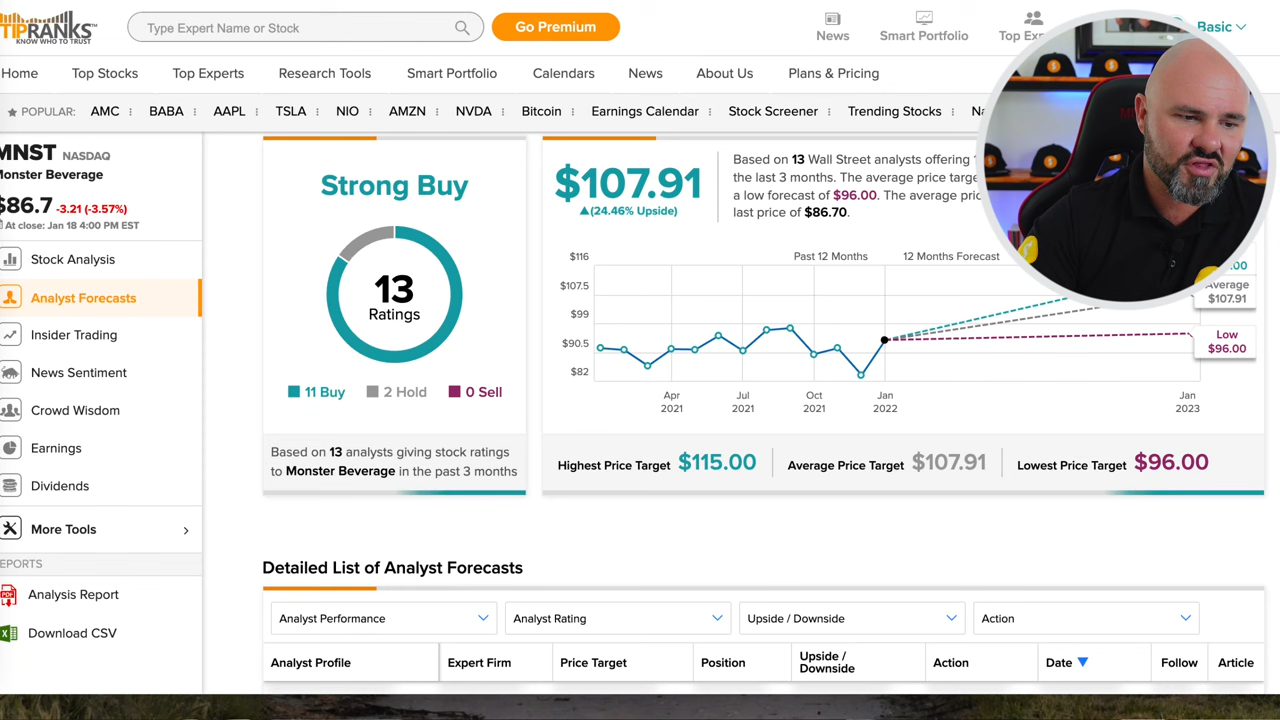 TIPRANKS
KNOW WHO TO TRUST
Type Expert Name or Stock
Go Premium
News
Smart Portfolio
Top
Basic
Home
Top Stocks
Top Experts
Research Tools
Smart Portfolio
Calendars
News
About Us
Plans & Pricing
POPULAR:
AMC
BABA
AAPL
TSLA
NIO
AMZN
NVDA
Bitcoin
Earnings Calendar
Stock Screener
Trending Stocks
MNST NASDAQ
Monster Beverage
$86.7 -3.21 (-3.57%)
At close: Jan 18 4:00 PM EST
Stock Analysis
Analyst Forecasts
Insider Trading
News Sentiment
Crowd Wisdom
Earnings
Dividends
More Tools
EPORTS
PDF
Analysis Report
Download CSV
Strong Buy
13
Ratings
11 Buy
2 Hold
0 Sell
Based on 13 analysts giving stock ratings
to Monster Beverage in the past 3 months
$107.91
▲(24.46% Upside)
Based on 13 Wall Street analysts offering
the last 3 months. The average price
a low forecast of $96.00. The average
last price of $86.70.
Past 12 Months
12 Months Forecast
$116
$107.5
$99
$90.5
$82
Apr
2021
Jul
2021
Oct
2021
Jan
2022
Jan
2023
Average
$107.91
Low
$96.00
Highest Price Target $115.00
Average Price Target $107.91
Lowest Price Target $96.00
Detailed List of Analyst Forecasts
Analyst Performance
Analyst Rating
Upside / Downside
Action
Analyst Profile
Expert Firm
Price Target
Position
Upside /
Downside
Action
Date ▼
Follow
Article